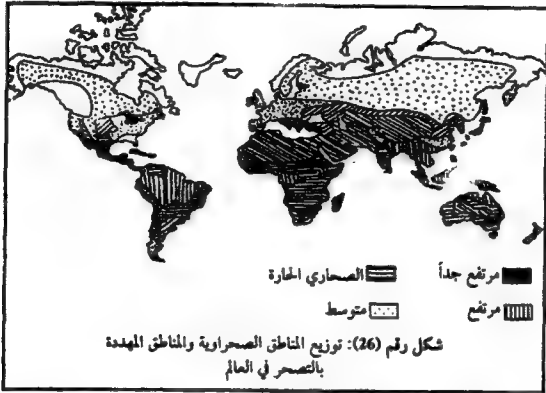 مرتفع جداً الصحاري الحارة
مرتفع متوسط
شكل رقم (26): توزيع المناطق الصحراوية والمناطق المهددة
بالتصحر في العالم